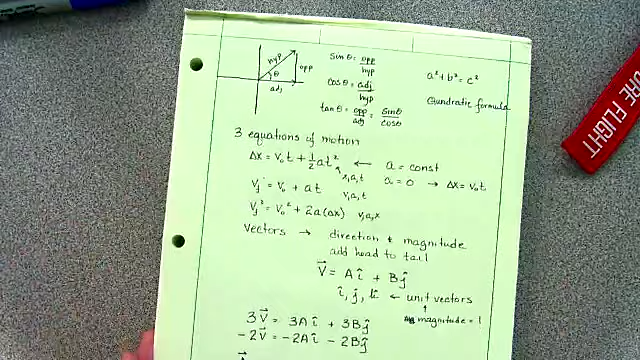 hyp
opp
θ
adj
sin θ = opp/hyp
cos θ = adj/hyp
tan θ = opp/adj = sinθ/cosθ
a² + b² = c²
Quadratic formula
3 equations of motion
Δx = v₀t + ½at² ← a = const
x,a,t
a = 0 → Δx = v₀t
v_f = v₀ + at
v,a,t
v_f² = v₀² + 2a(Δx) v,a,x
Vectors → direction & magnitude
add head to tail
V⃗ = Aî + Bĵ
î, ĵ, k̂ ← unit vectors
magnitude = 1
3V⃗ = 3Aî + 3Bĵ
-2V⃗ = -2Aî - 2Bĵ
RE FLIGHT